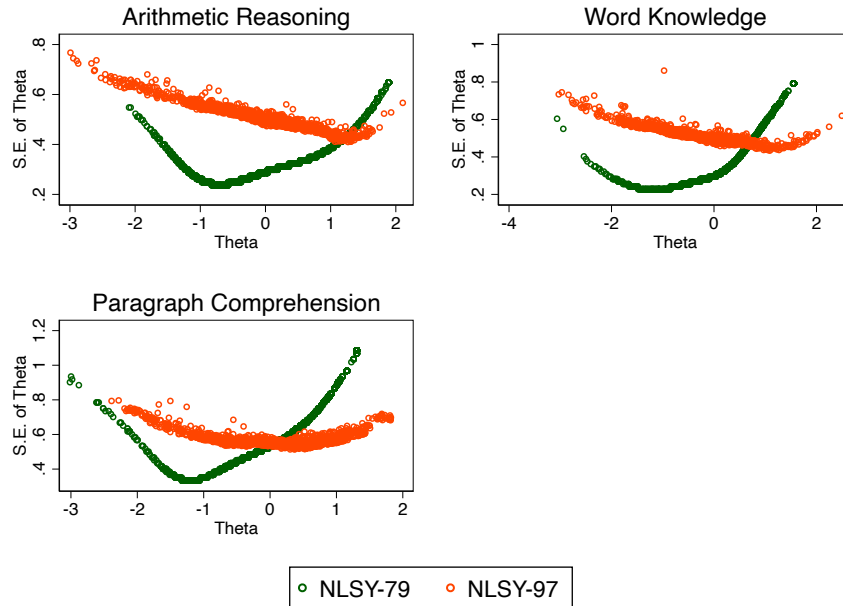 Arithmetic Reasoning
S.E. of Theta
.8
.6
.4
.2
-3 -2 -1 0 1 2
Theta
Word Knowledge
S.E. of Theta
1
.8
.6
.4
.2
-4 -2 0 2
Theta
Paragraph Comprehension
S.E. of Theta
1.2
1
.8
.6
.4
-3 -2 -1 0 1 2
Theta
NLSY-79 NLSY-97